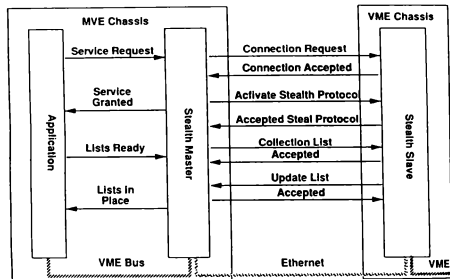 MVE Chassis
VME Chassis
Service Request
Connection Request
Connection Accepted
Service
Granted
Acfivate Stealth Protocol
Accepted Steal Protocol
Application
Stealth Master
Stealth Slave
Lists Ready
Collection List
Accepted
Update List
Lists In
Place
Accepted
VME Bus
Ethernet
VME